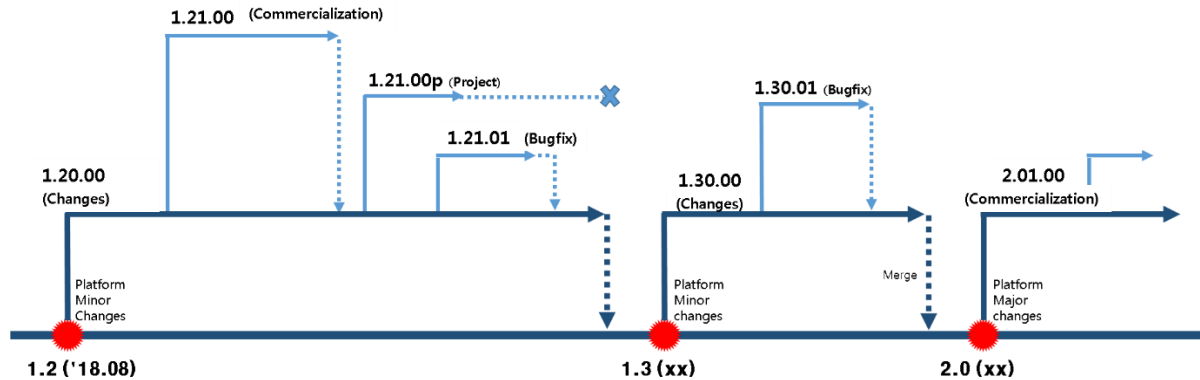 1.21.00 (Commercialization)
1.21.00p (Project)
1.30.01 (Bugfix)
1.21.01 (Bugfix)
1.20.00
(Changes)
1.30.00
(Changes)
2.01.00
(Commercialization)
Platform
Minor
Changes
Platform
Minor
changes
Merge
Platform
Major
changes
1.2 ('18.08)
1.3 (xx)
2.0 (xx)